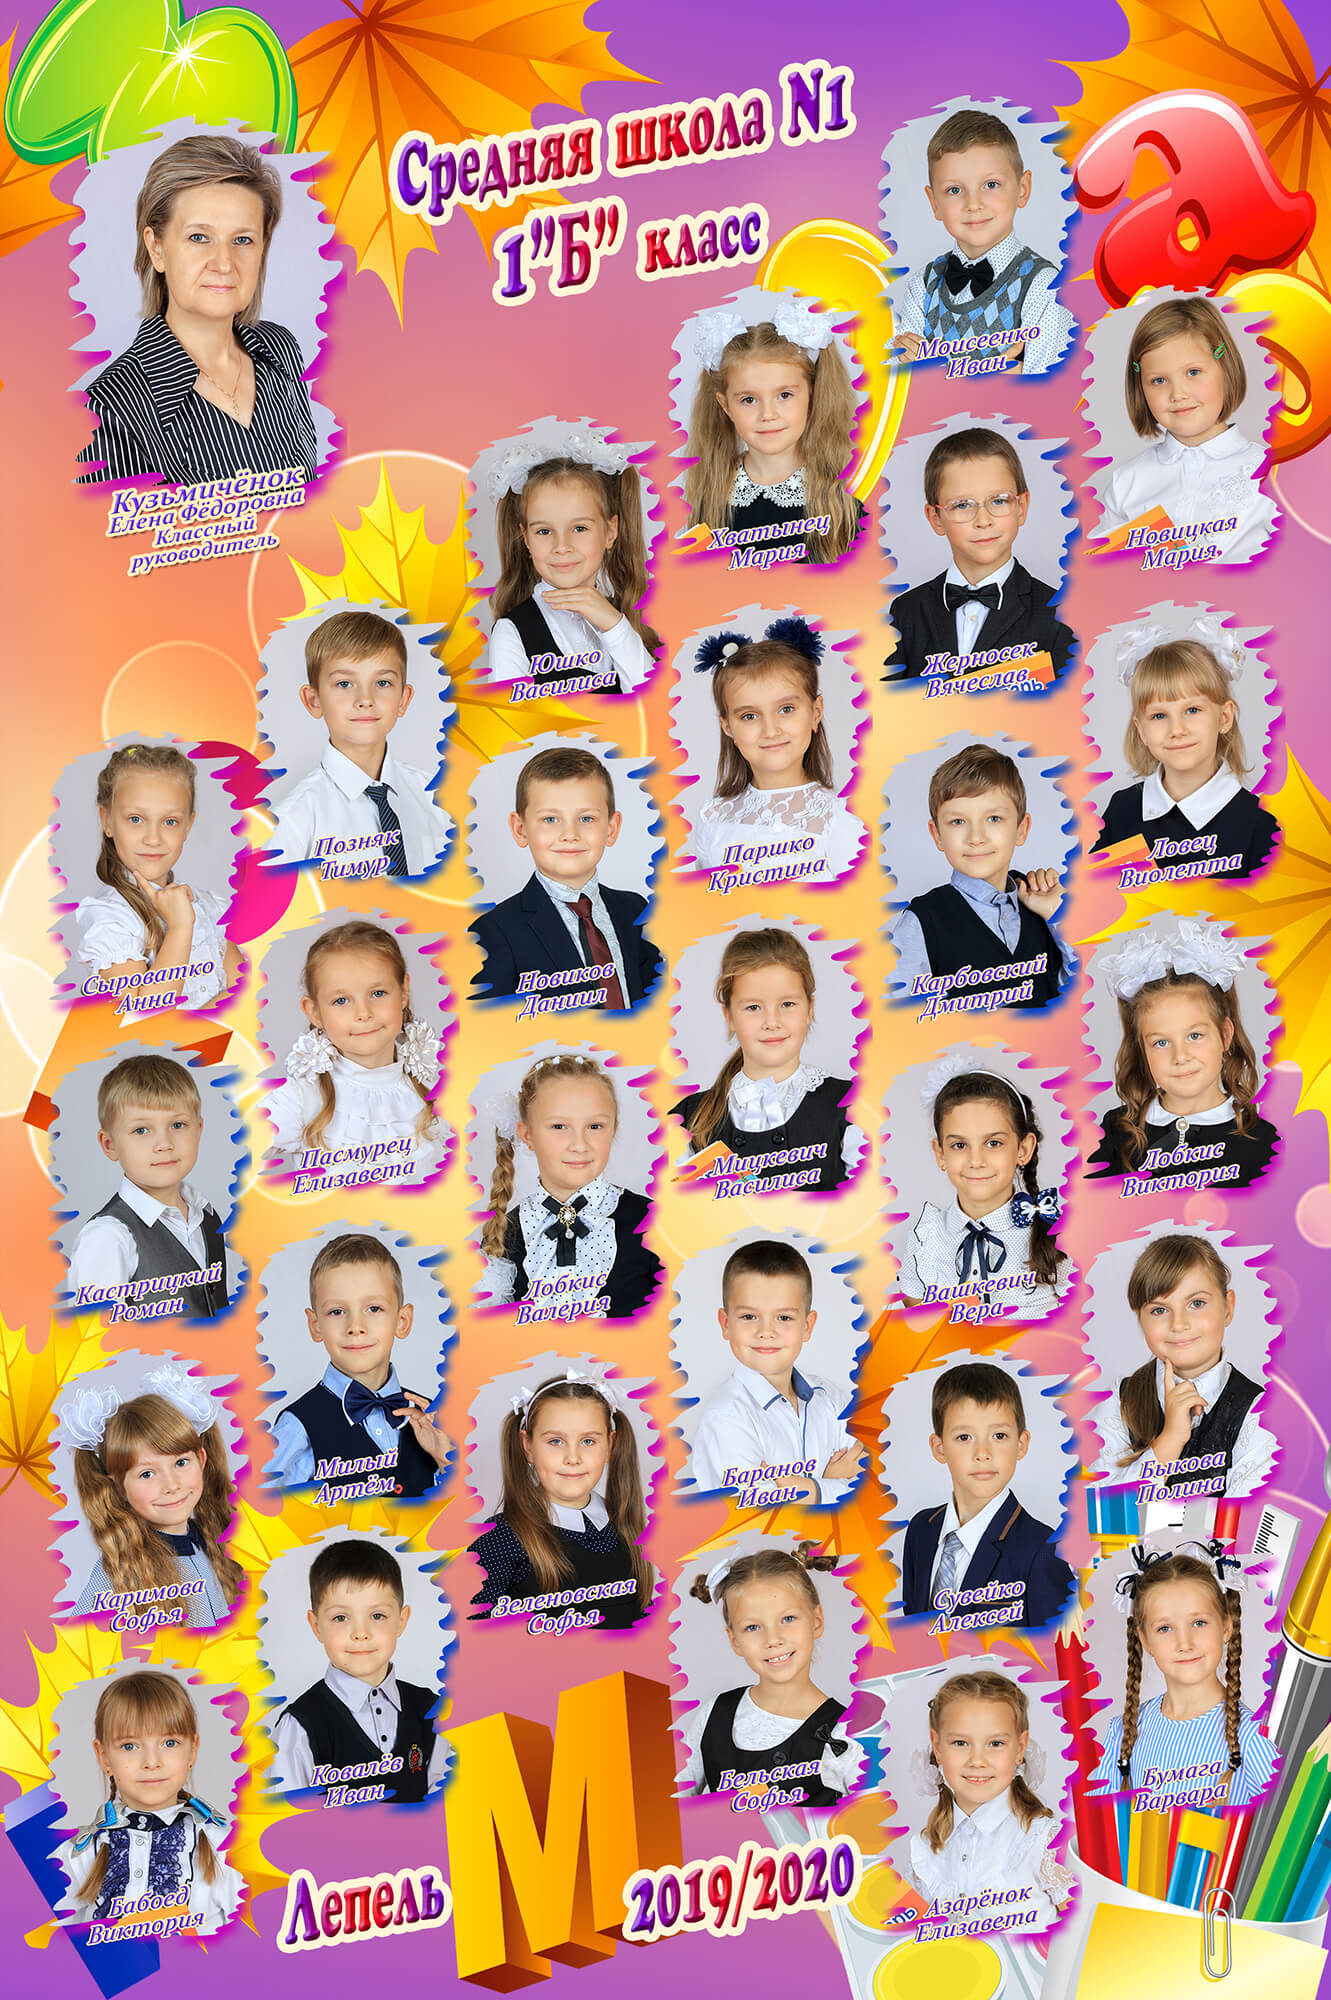 Средняя школа N1
1"Б" класс
Кузьмичёнок
Елена Фёдоровна
Классный
руководитель
Моисеенко
Иван
Хватынец
Мария
Новицкая
Мария
Юшко
Василиса
Жерносек
Вячеслав
Позняк
Тимур
Паршко
Кристина
Ловец
Виолетта
Сыроватко
Анна
Новиков
Даниил
Карбовский
Дмитрий
Пасмурец
Елизавета
Мицкевич
Василиса
Лобкис
Виктория
Кастрицкий
Роман
Лобкис
Валерия
Вашкевич
Вера
Милый
Артём
Баранов
Иван
Быкова
Полина
Каримова
Софья
Зеленовская
Софья
Сувейко
Алексей
Ковалёв
Иван
Бельская
Софья
Бумага
Варвара
Бабоед
Виктория
Азарёнок
Елизавета
Лепель
М
2019/2020